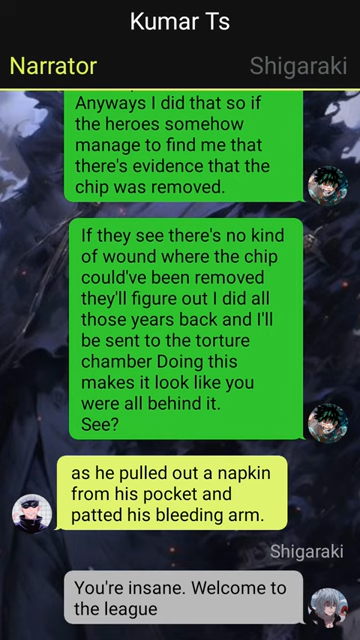 Kumar Ts
Narrator
Shigaraki
Anyways I did that so if
the heroes somehow
manage to find me that
there's evidence that the
chip was removed.
If they see there's no kind
of wound where the chip
could've been removed
they'll figure out I did all
those years back and I'll
be sent to the torture
chamber Doing this
makes it look like you
were all behind it.
See?
as he pulled out a napkin
from his pocket and
patted his bleeding arm.
Shigaraki
You're insane. Welcome to
the league